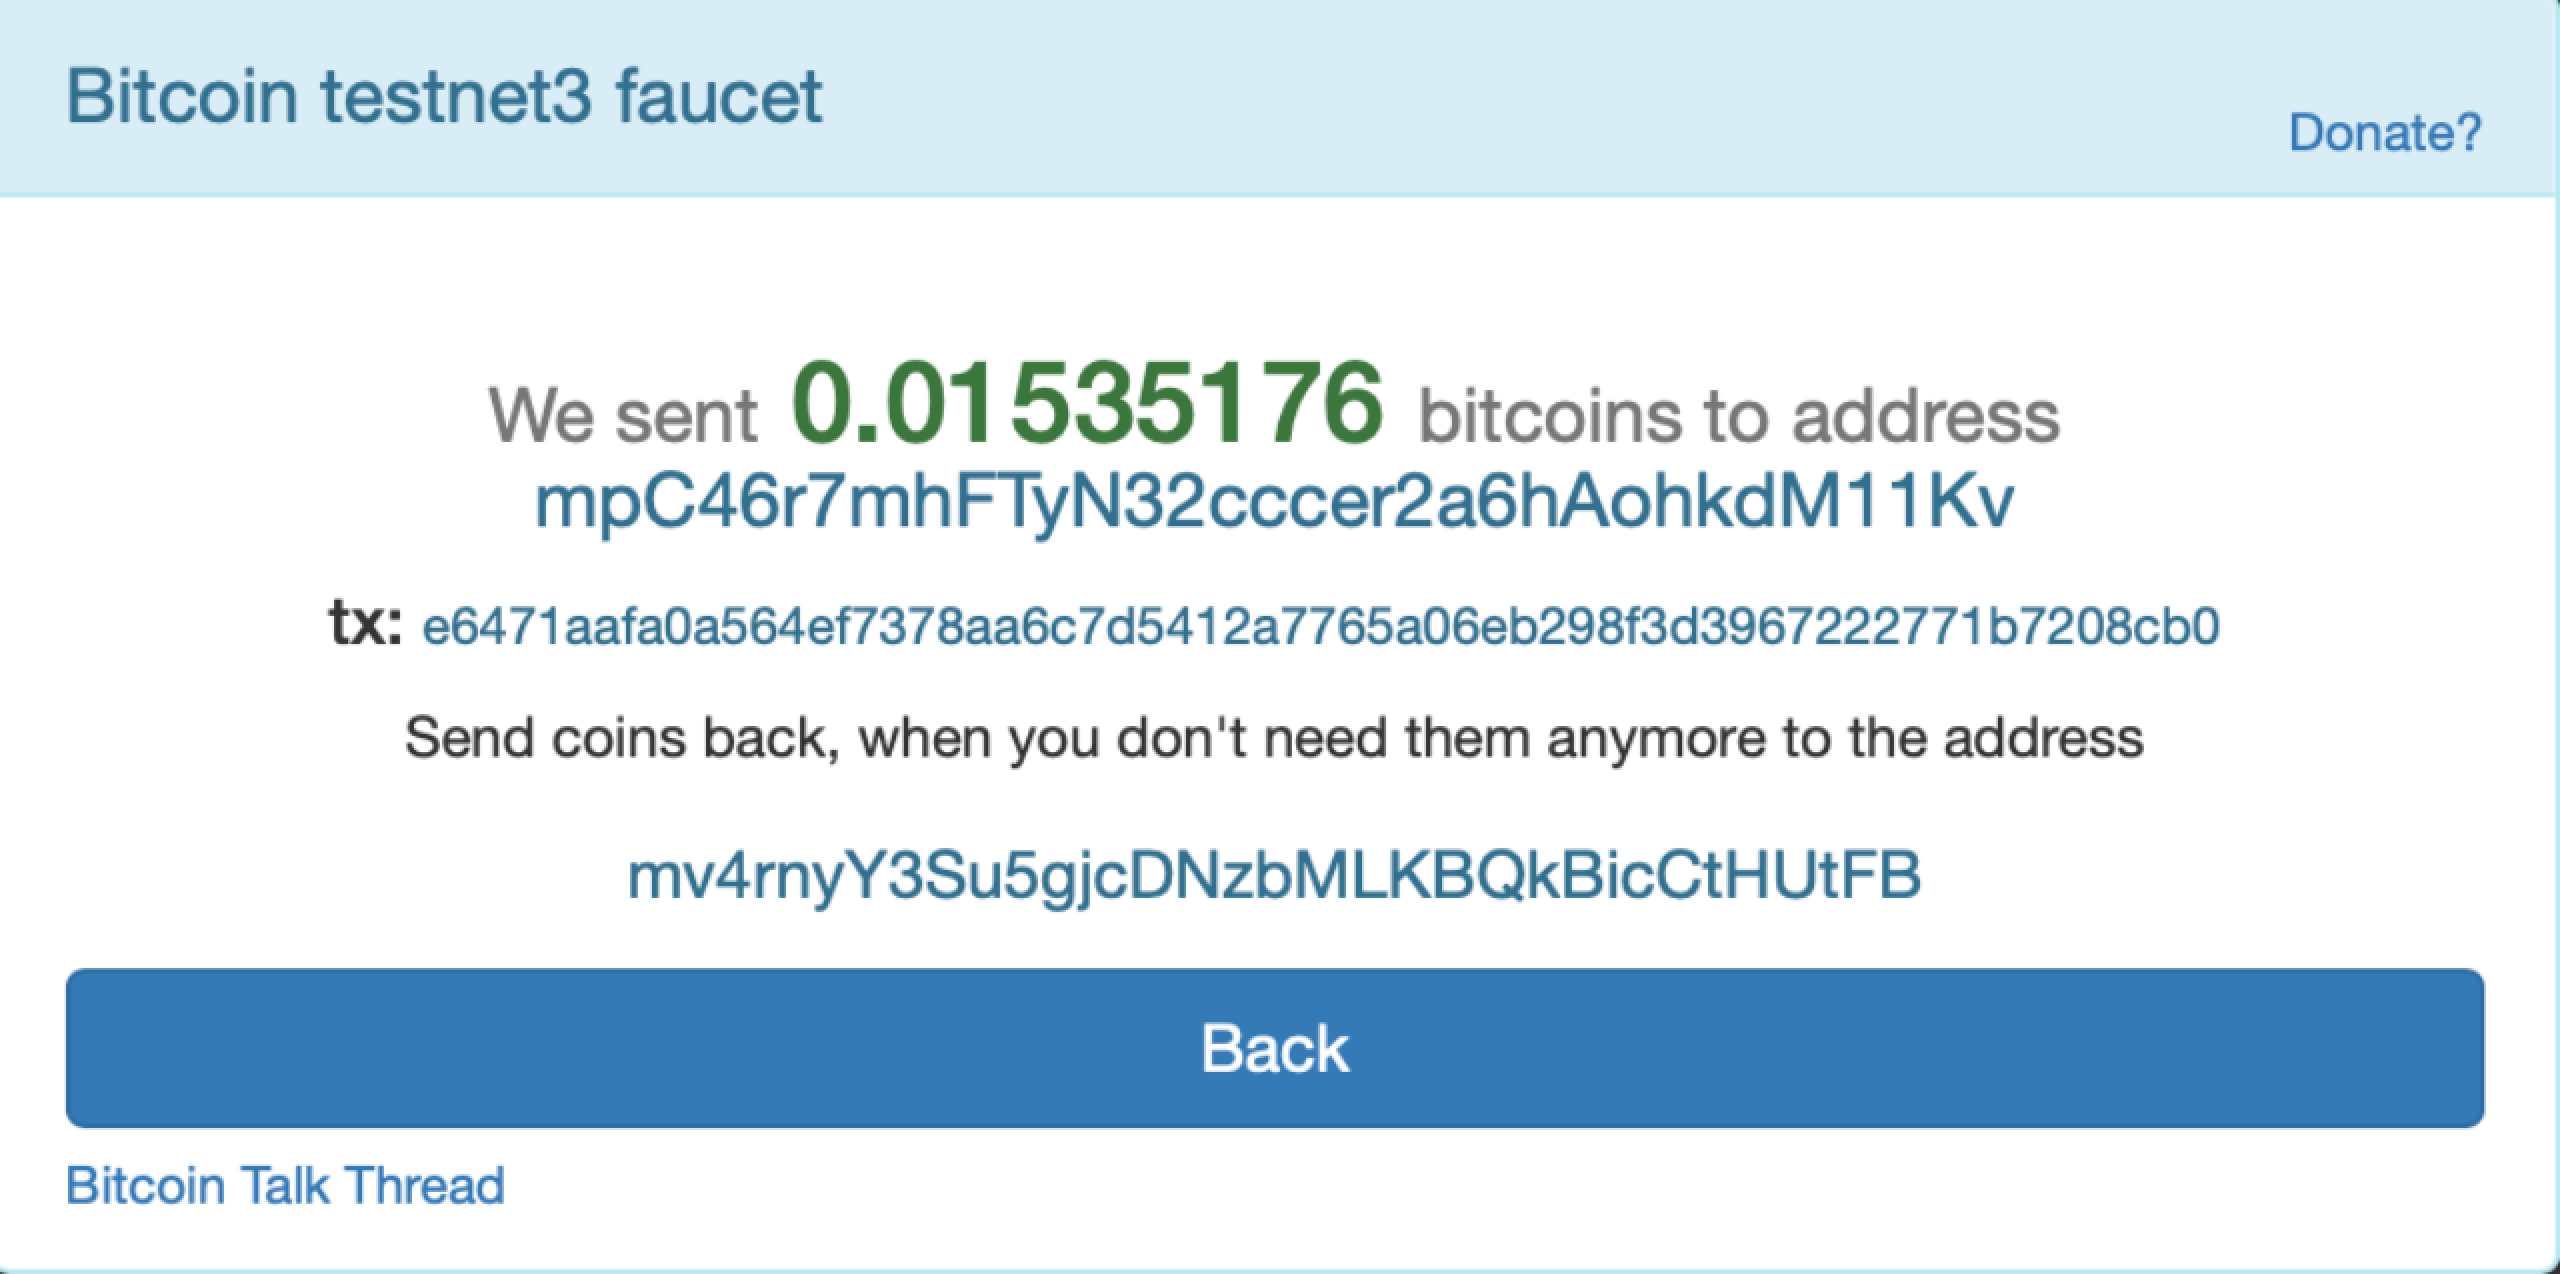 Bitcoin testnet3 faucet
Donate?
We sent 0.01535176 bitcoins to address
mpC46r7mhFTyN32cccer2a6hAohkdM11Kv
tx: e6471aafa0a564ef7378aa6c7d5412a7765a06eb298f3d3967222771b7208cb0
Send coins back, when you don't need them anymore to the address
mv4rnyY3Su5gjcDNzbMLKBQkBicCtHUtFB
Back
Bitcoin Talk Thread